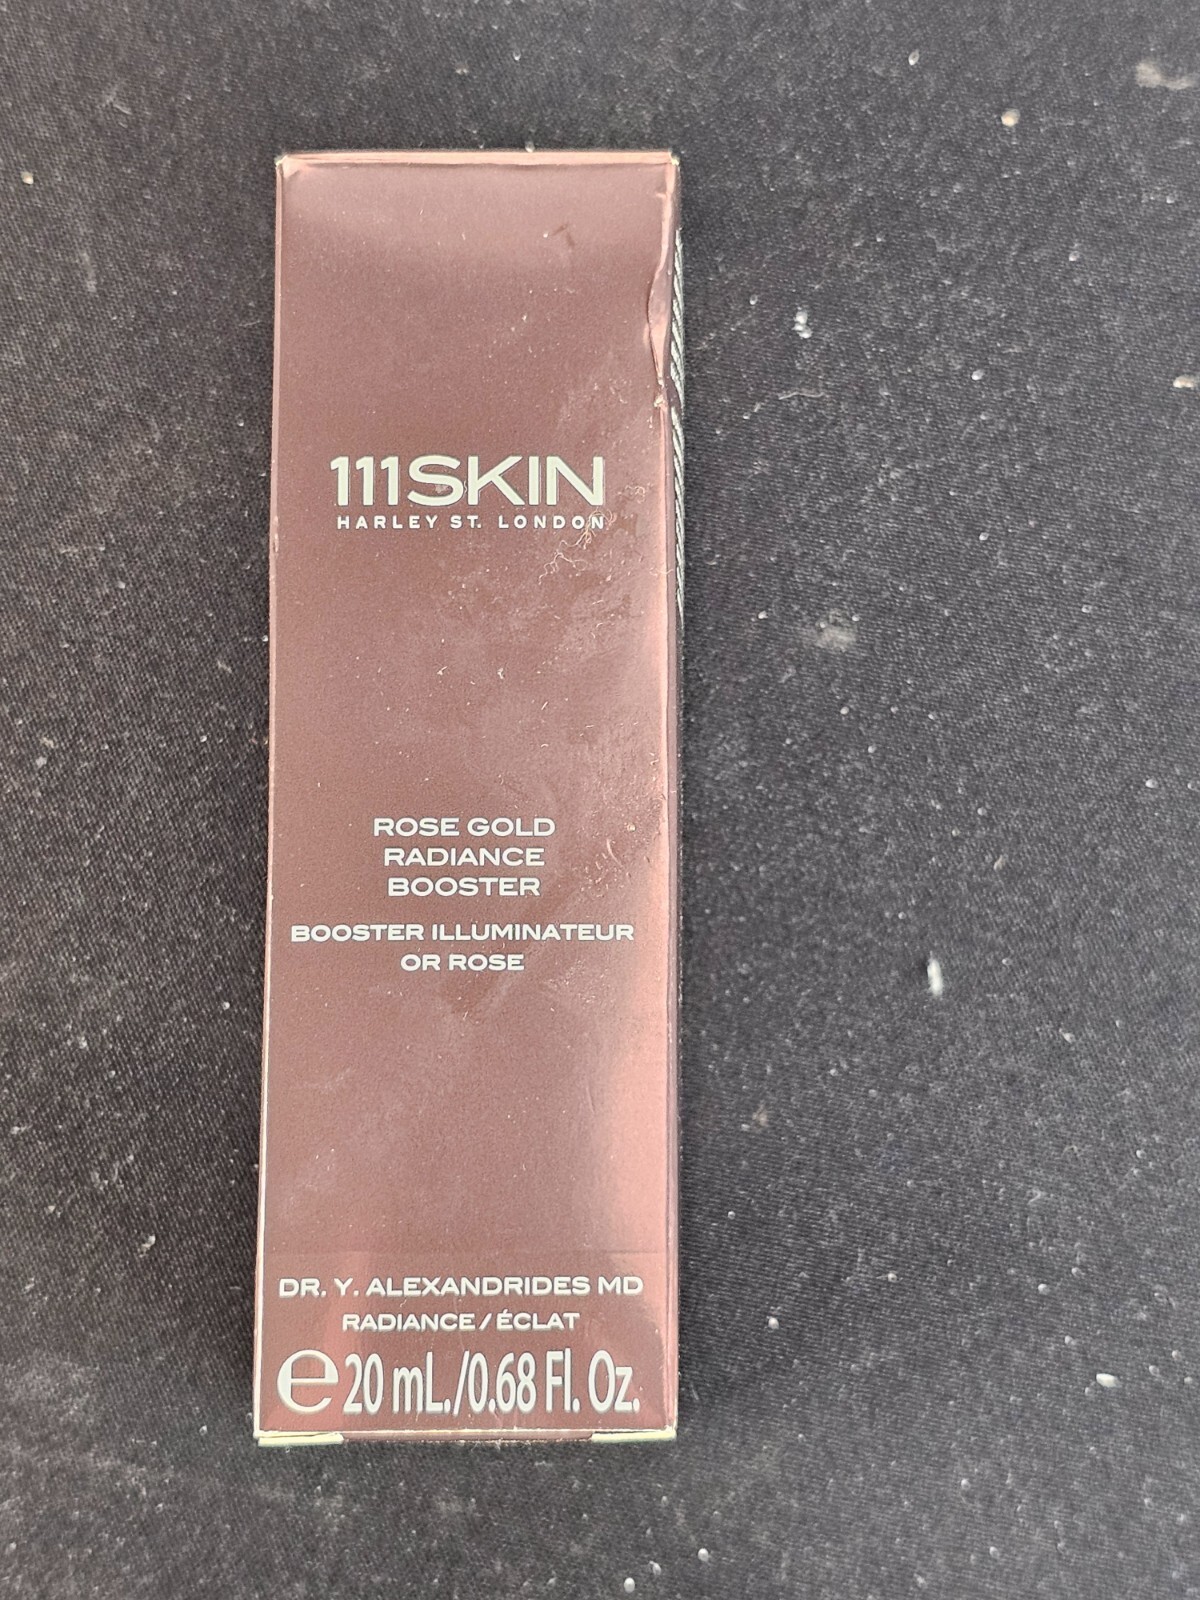 111SKIN
HARLEY ST. LONDON
ROSE GOLD
RADIANCE
BOOSTER
BOOSTER ILLUMINATEUR
OR ROSE
DR. Y. ALEXANDRIDES MD
RADIANCE / ÉCLAT
℮ 20 mL./0.68 Fl. Oz.